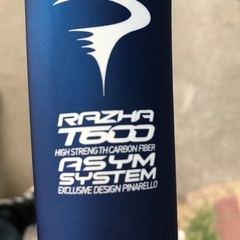 RAZHA
T600
HIGH STRENGTH CARBON FIBER
ASYM
SYSTEM
EXCLUSIVE DESIGN PINARELLO